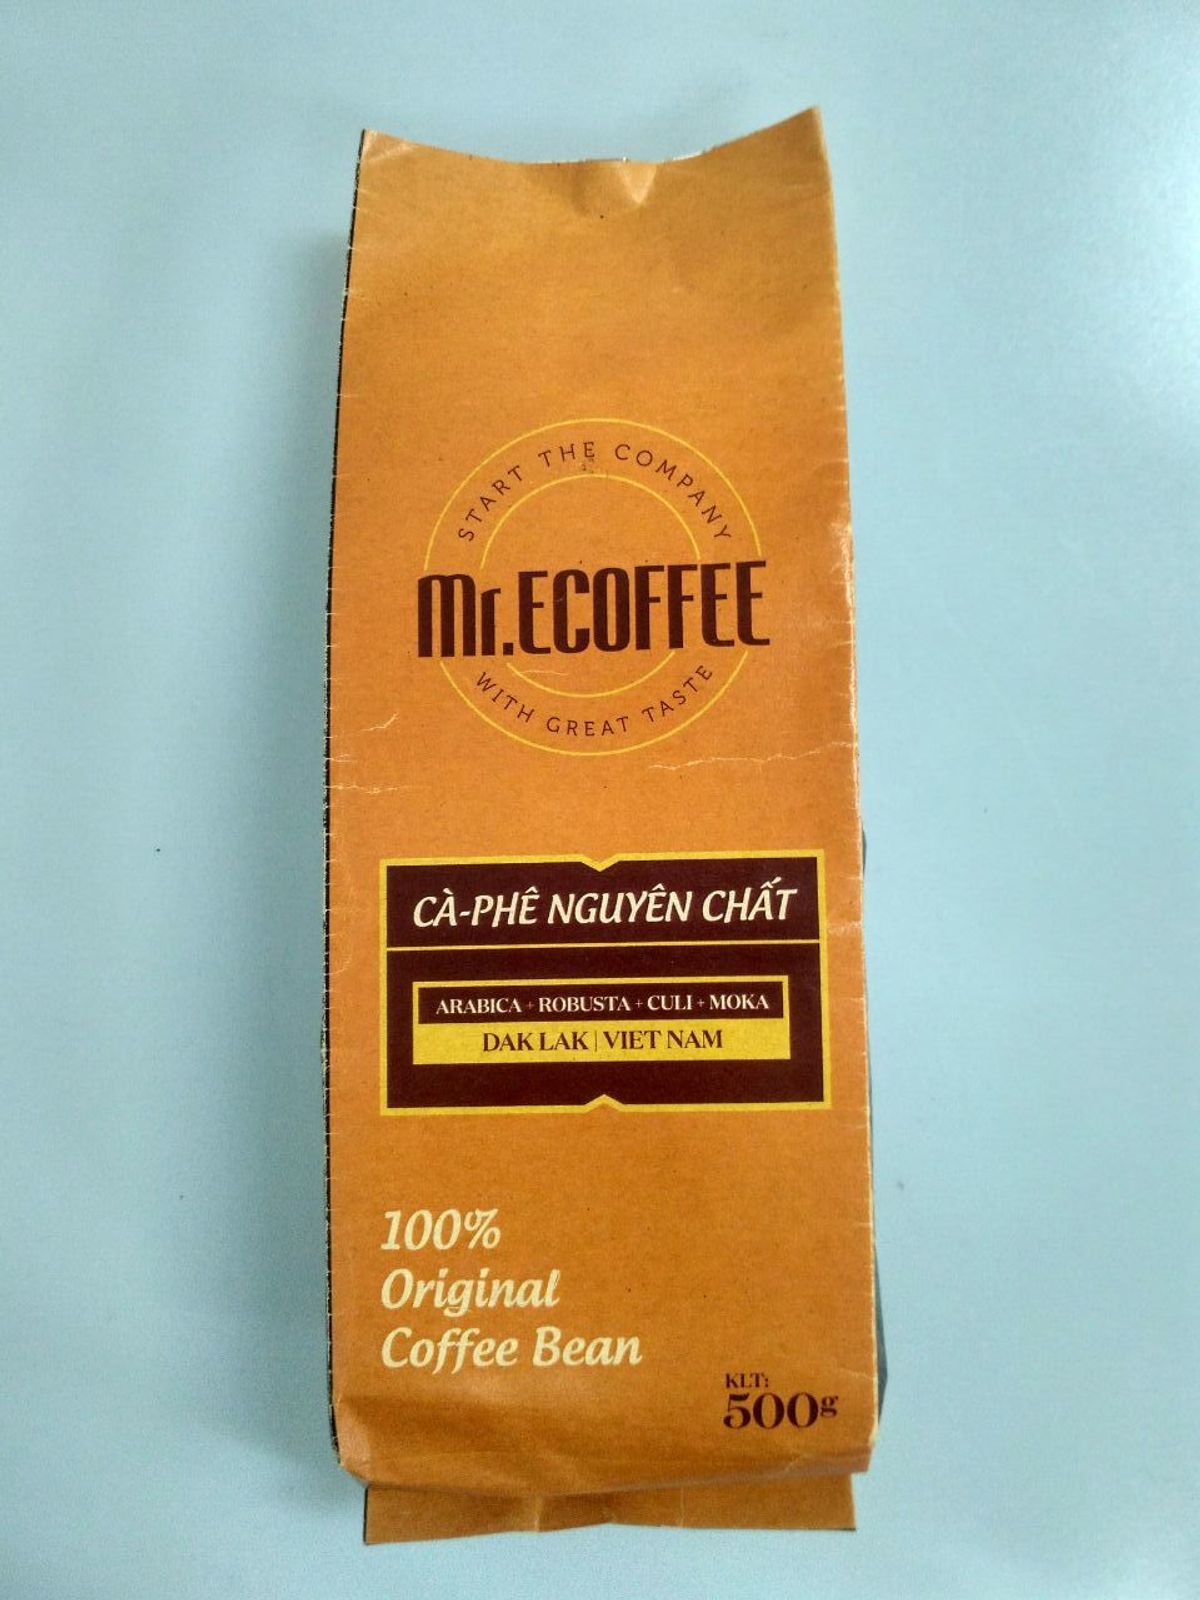 START THE COMPANY
Mr.ECOFFEE
WITH GREAT TASTE
CÀ-PHÊ NGUYÊN CHẤT
ARABICA + ROBUSTA + CULI + MOKA
DAK LAK | VIET NAM
100%
Original
Coffee Bean
KLT:
500g